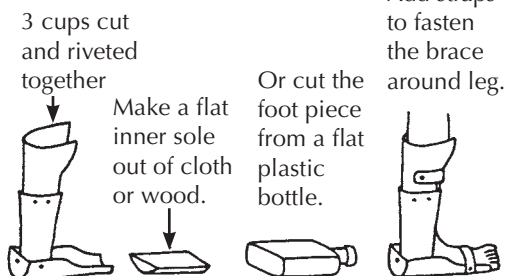 3 cups cut
and riveted
together
Make a flat
inner sole
out of cloth
or wood.
Or cut the
foot piece
from a flat
plastic
bottle.
to fasten
the brace
around leg.